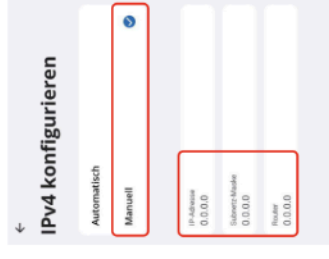 ←
IPv4 konfigurieren
Automatisch
Manuell
IP-Adresse
0.0.0.0
Subnetz-Maske
0.0.0.0
Router
0.0.0.0